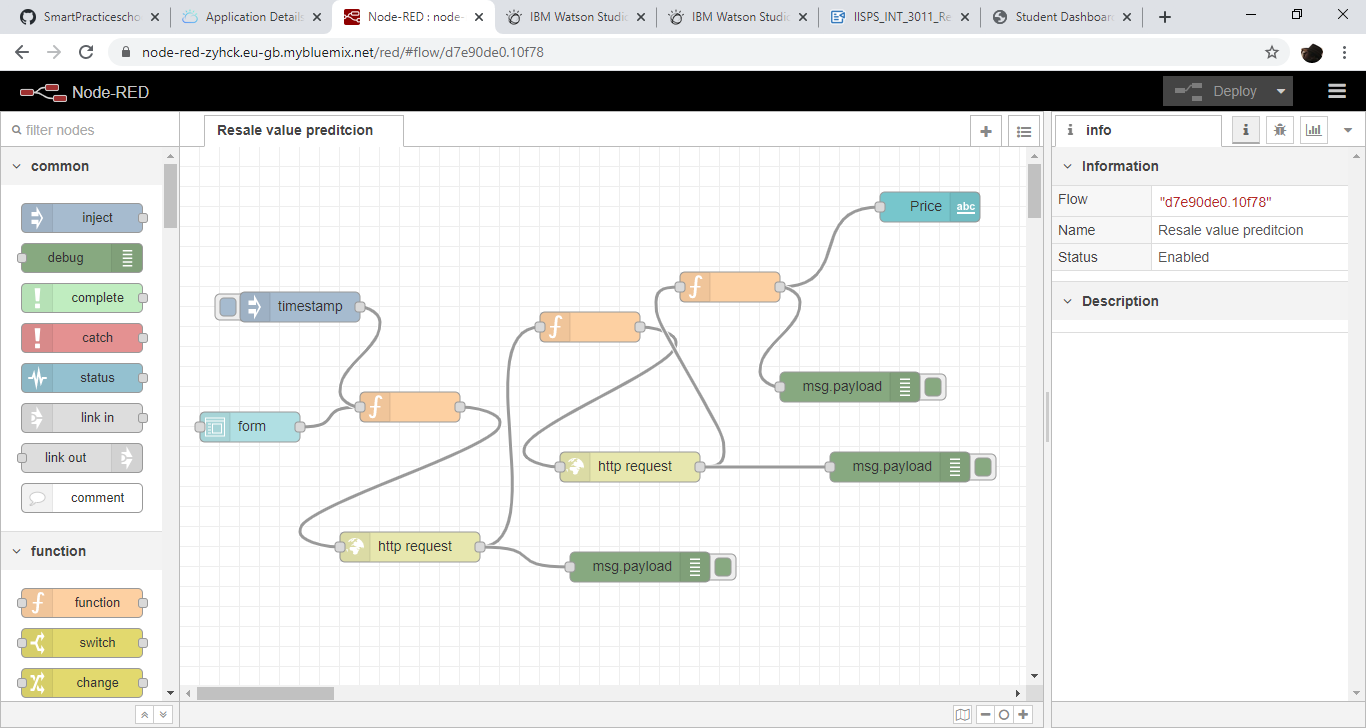 SmartPracticescho
Application Details
Node-RED : node-
IBM Watson Studio
IBM Watson Studio
IISPS_INT_3011_Re
Student Dashboard
node-red-zyhck.eu-gb.mybluemix.net/red/#flow/d7e90de0.10f78
Node-RED
Deploy
filter nodes
Resale value preditcion
i info
i
common
inject
debug
complete
catch
status
link in
link out
comment
function
function
switch
change
timestamp
form
http request
msg.payload
http request
msg.payload
msg.payload
Price abc
Information
Flow "d7e90de0.10f78"
Name Resale value preditcion
Status Enabled
Description